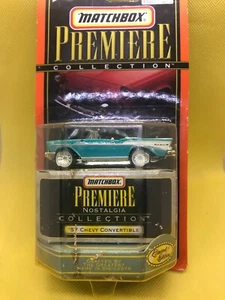 MATCHBOX
PREMIERE
COLLECTION
MATCHBOX
PREMIERE
NOSTALGIA
COLLECTION
'57 CHEVY CONVERTIBLE